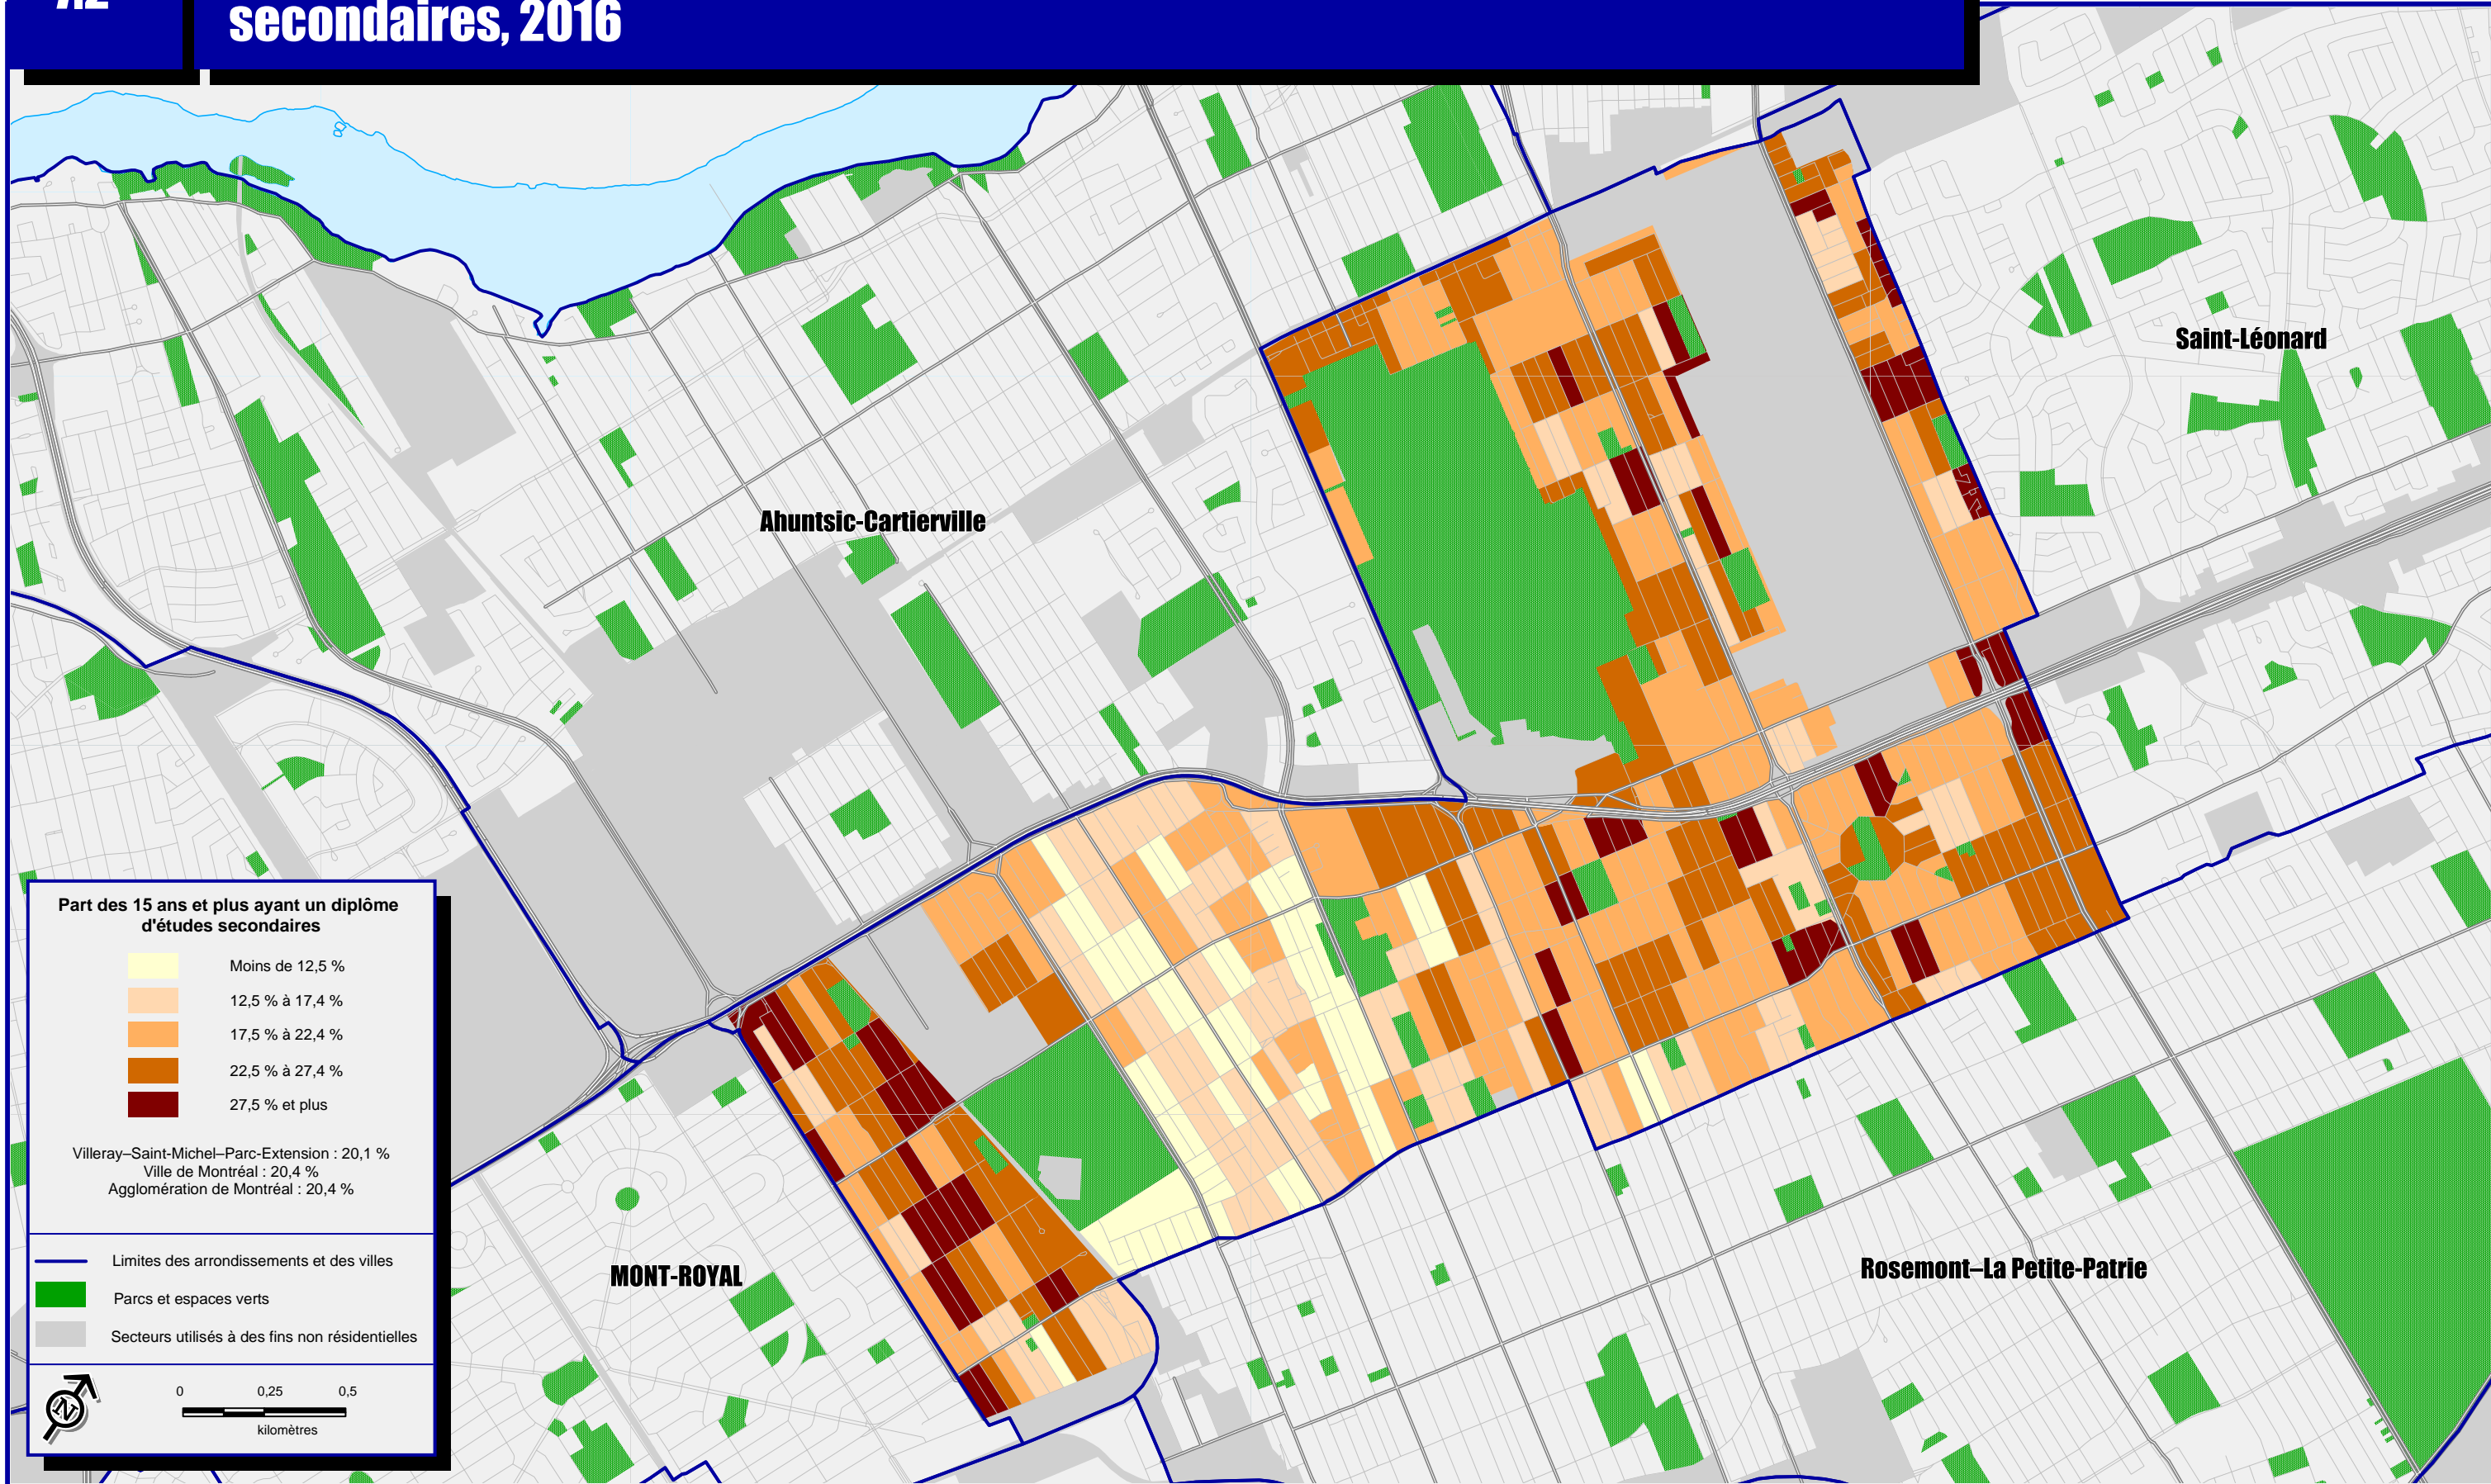 secondaires, 2016
Saint-Léonard
Ahuntsic-Cartierville
MONT-ROYAL
Rosemont–La Petite-Patrie
Part des 15 ans et plus ayant un diplôme
d'études secondaires
Moins de 12,5 %
12,5 % à 17,4 %
17,5 % à 22,4 %
22,5 % à 27,4 %
27,5 % et plus
Villeray–Saint-Michel–Parc-Extension : 20,1 %
Ville de Montréal : 20,4 %
Agglomération de Montréal : 20,4 %
Limites des arrondissements et des villes
Parcs et espaces verts
Secteurs utilisés à des fins non résidentielles
N
0 0,25 0,5
kilomètres